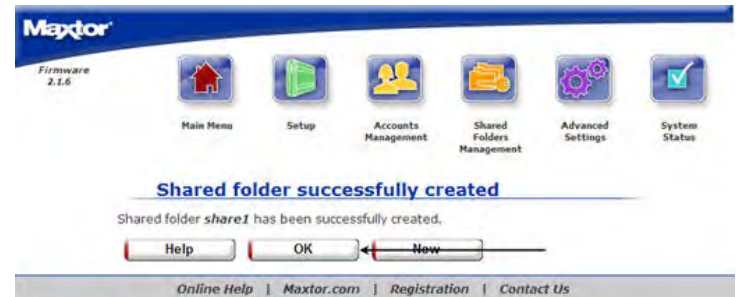 Maxtor
Firmware
2.1.6
Main Menu
Setup
Accounts
Management
Shared
Folders
Management
Advanced
Settings
System
Status
Shared folder successfully created
Shared folder share1 has been successfully created.
Help
OK
New
Online Help | Maxtor.com | Registration | Contact Us